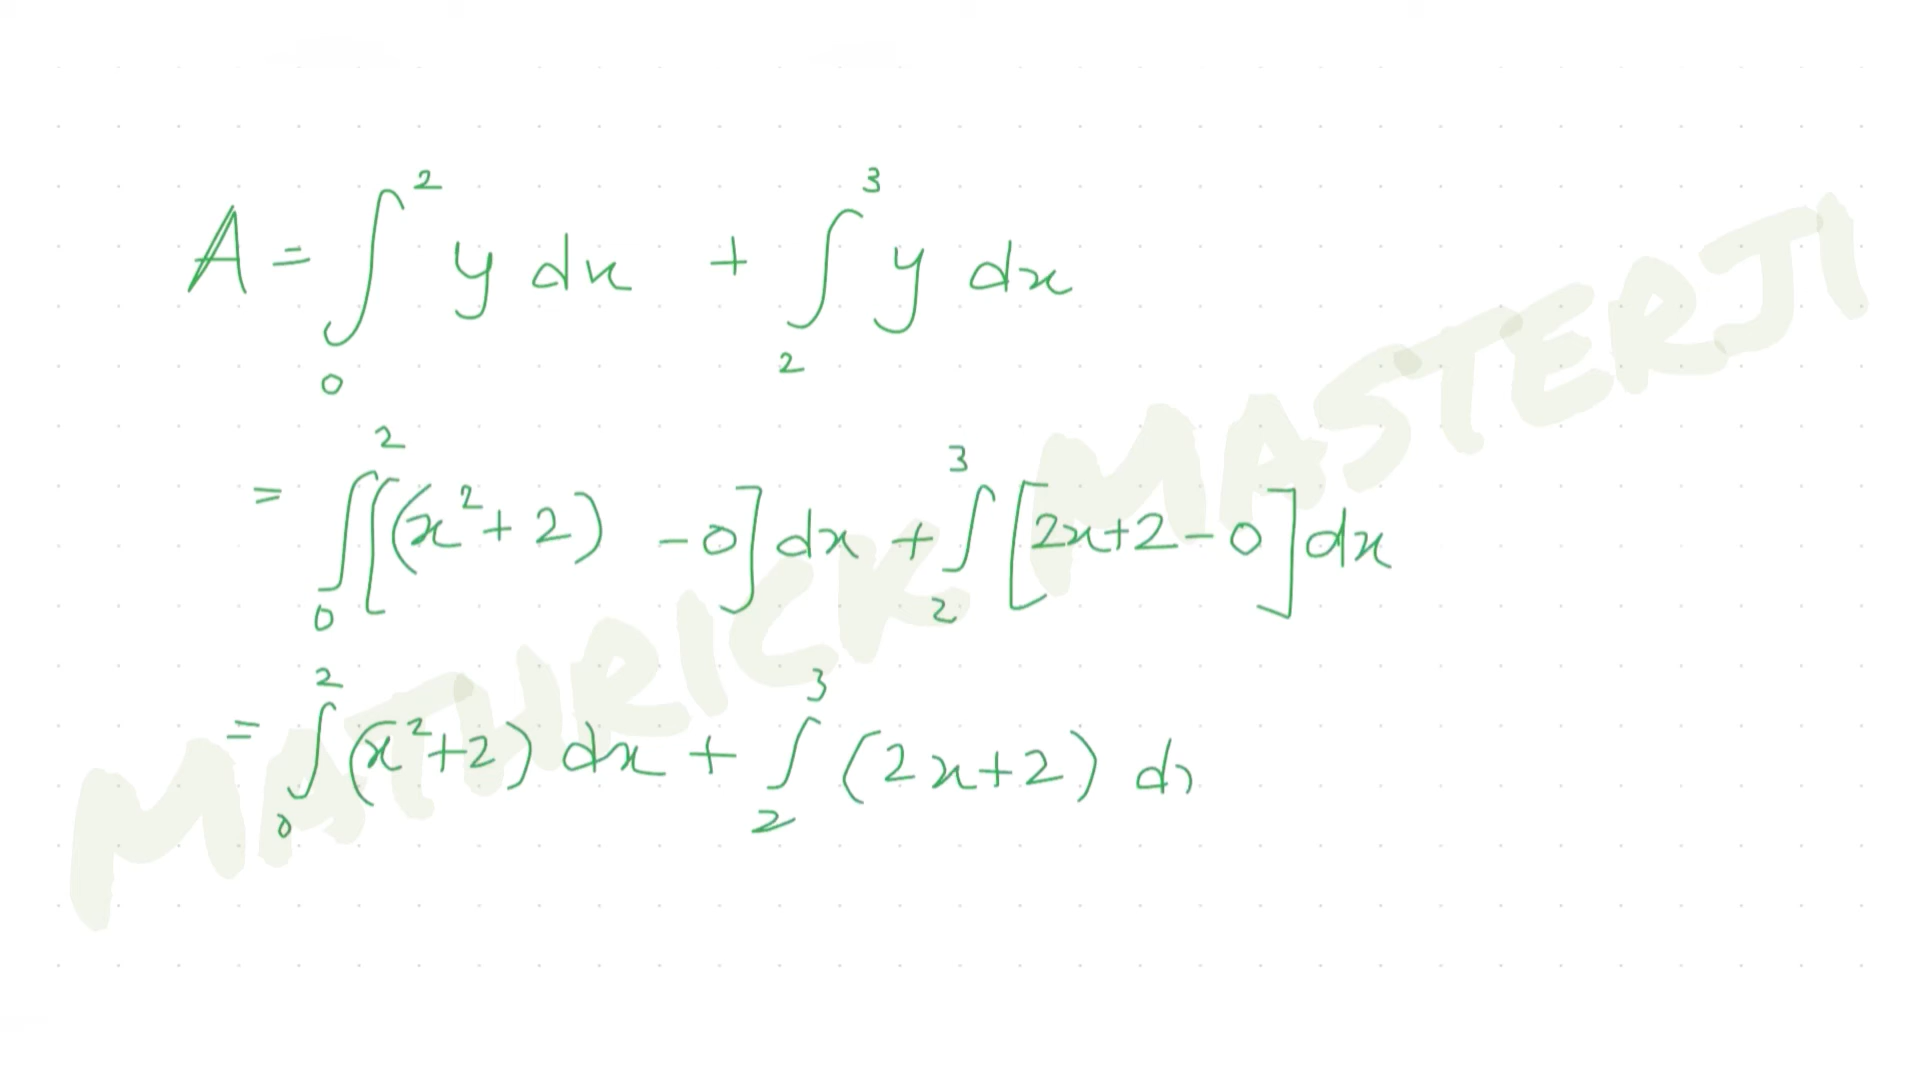 A = ∫₀² y dx + ∫₂³ y dx
= ∫₀² [(x²+2) - 0] dx + ∫₂³ [2x+2-0] dx
= ∫₀² (x²+2) dx + ∫₂³ (2x+2) d
MATHRICK MASTERJI